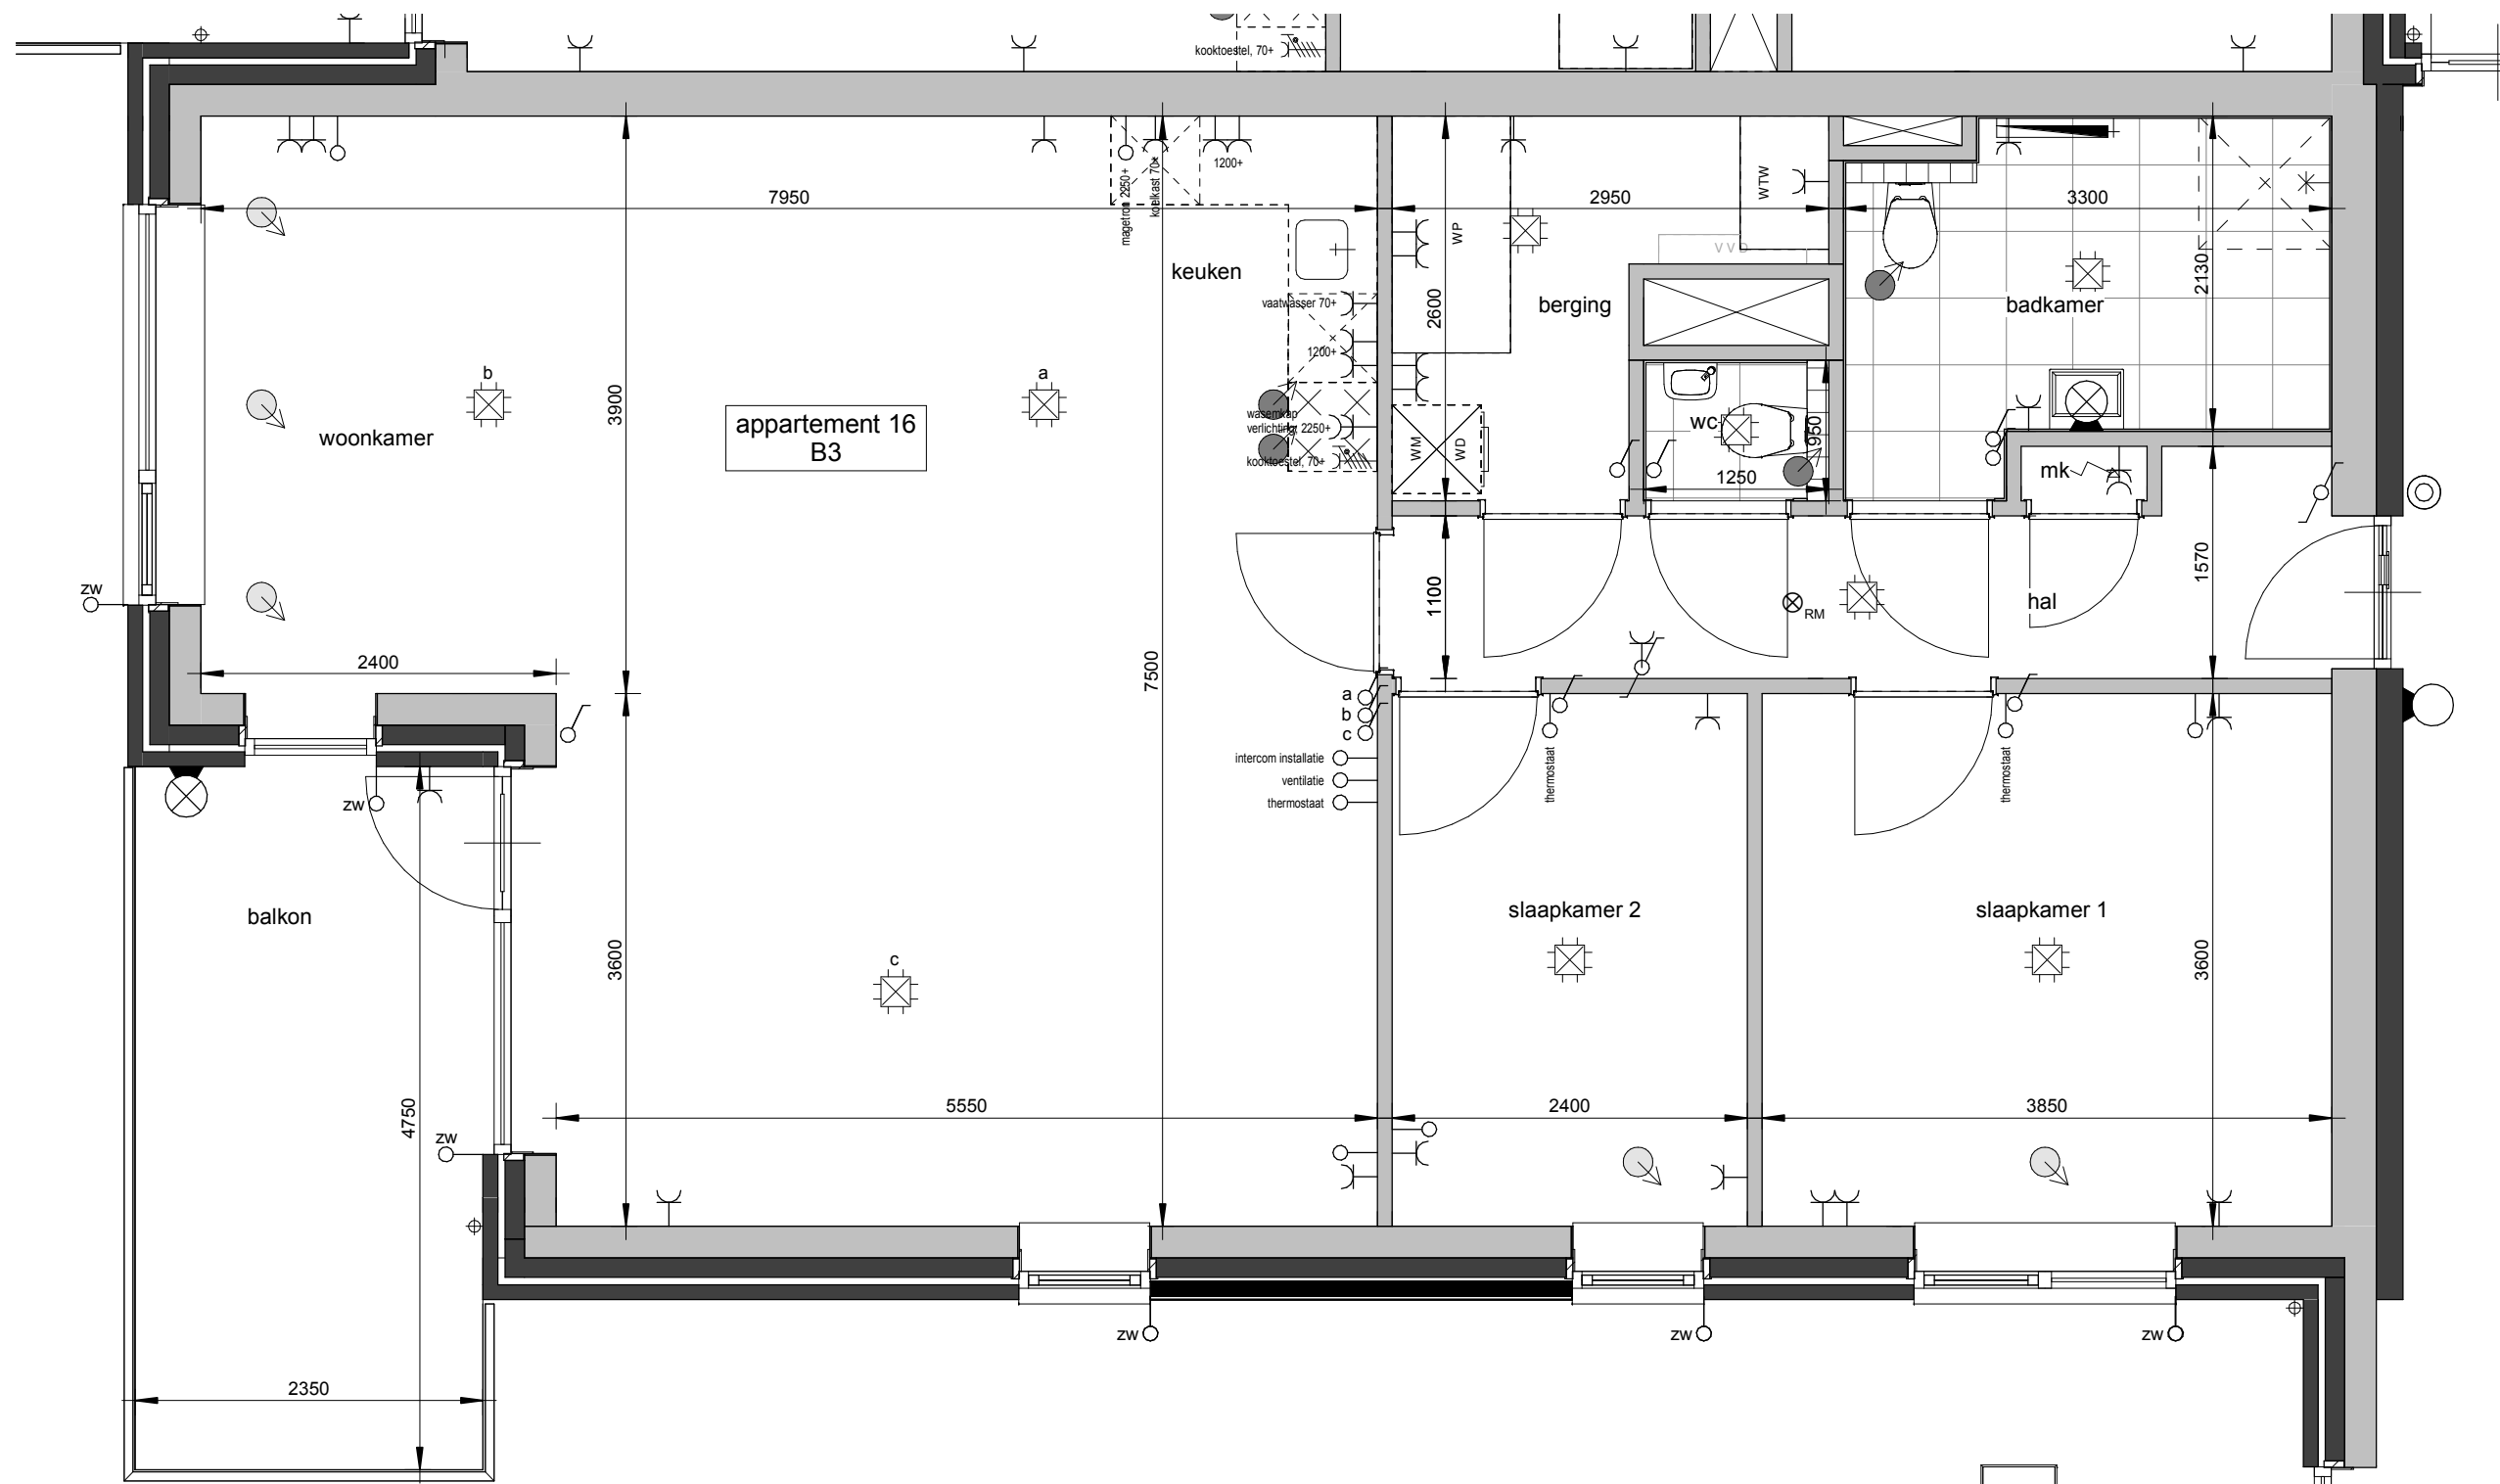 kooktoestel, 70+
magetron 2250+
koelkast 70+
1200+
7950
2950
3300
WTW
WP
VVD
keuken
2130
vaatwasser 70+
2600
berging
badkamer
1200+
b
a
3900
appartement 16
B3
woonkamer
wasemkap
verlichting, 2250+
kooktoestel, 70+
WM
WD
wc
950
1250
mk
zw
1100
RM
hal
1570
2400
7500
a
b
c
intercom installatie
ventilatie
thermostaat
thermostaat
thermostaat
zw
balkon
slaapkamer 2
slaapkamer 1
c
3600
3600
5550
2400
3850
4750
zw
zw
zw
zw
2350